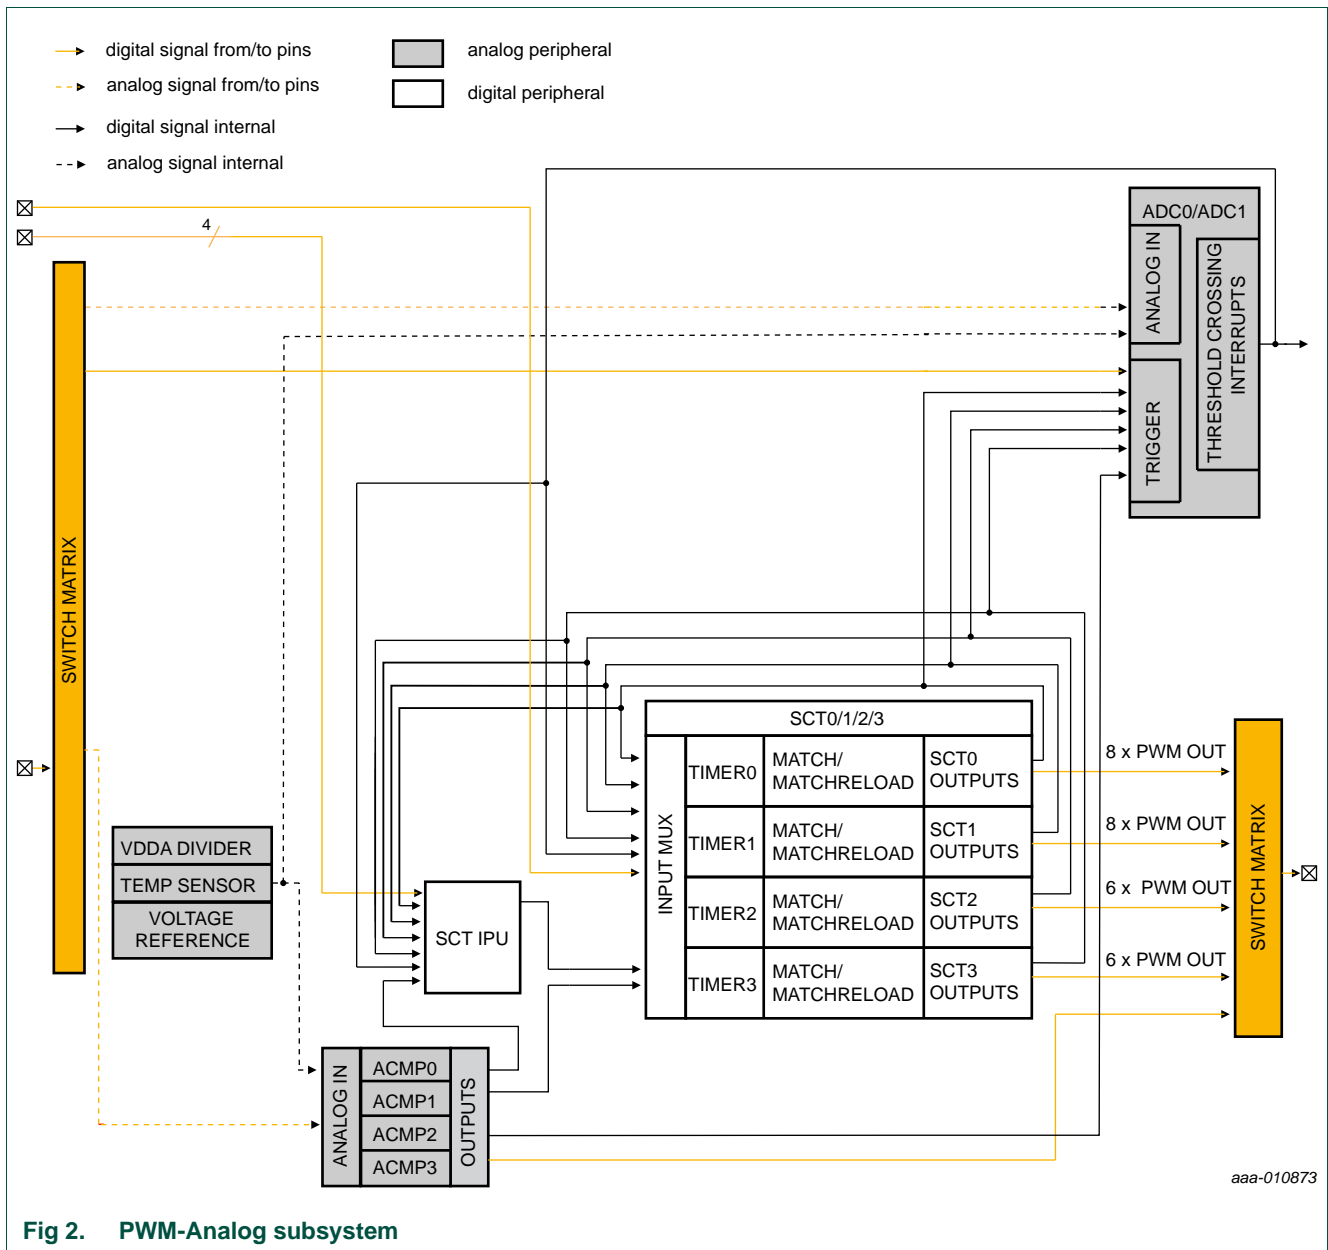 digital signal from/to pins
analog signal from/to pins
digital signal internal
analog signal internal
analog peripheral
digital peripheral
4
SWITCH MATRIX
ADC0/ADC1
ANALOG IN
TRIGGER
THRESHOLD CROSSING
INTERRUPTS
VDDA DIVIDER
TEMP SENSOR
VOLTAGE
REFERENCE
SCT IPU
SCT0/1/2/3
INPUT MUX
TIMER0
MATCH/
MATCHRELOAD
SCT0
OUTPUTS
TIMER1
MATCH/
MATCHRELOAD
SCT1
OUTPUTS
TIMER2
MATCH/
MATCHRELOAD
SCT2
OUTPUTS
TIMER3
MATCH/
MATCHRELOAD
SCT3
OUTPUTS
8 x PWM OUT
8 x PWM OUT
6 x PWM OUT
6 x PWM OUT
SWITCH MATRIX
ANALOG IN
ACMP0
ACMP1
ACMP2
ACMP3
OUTPUTS
aaa-010873
Fig 2. PWM-Analog subsystem